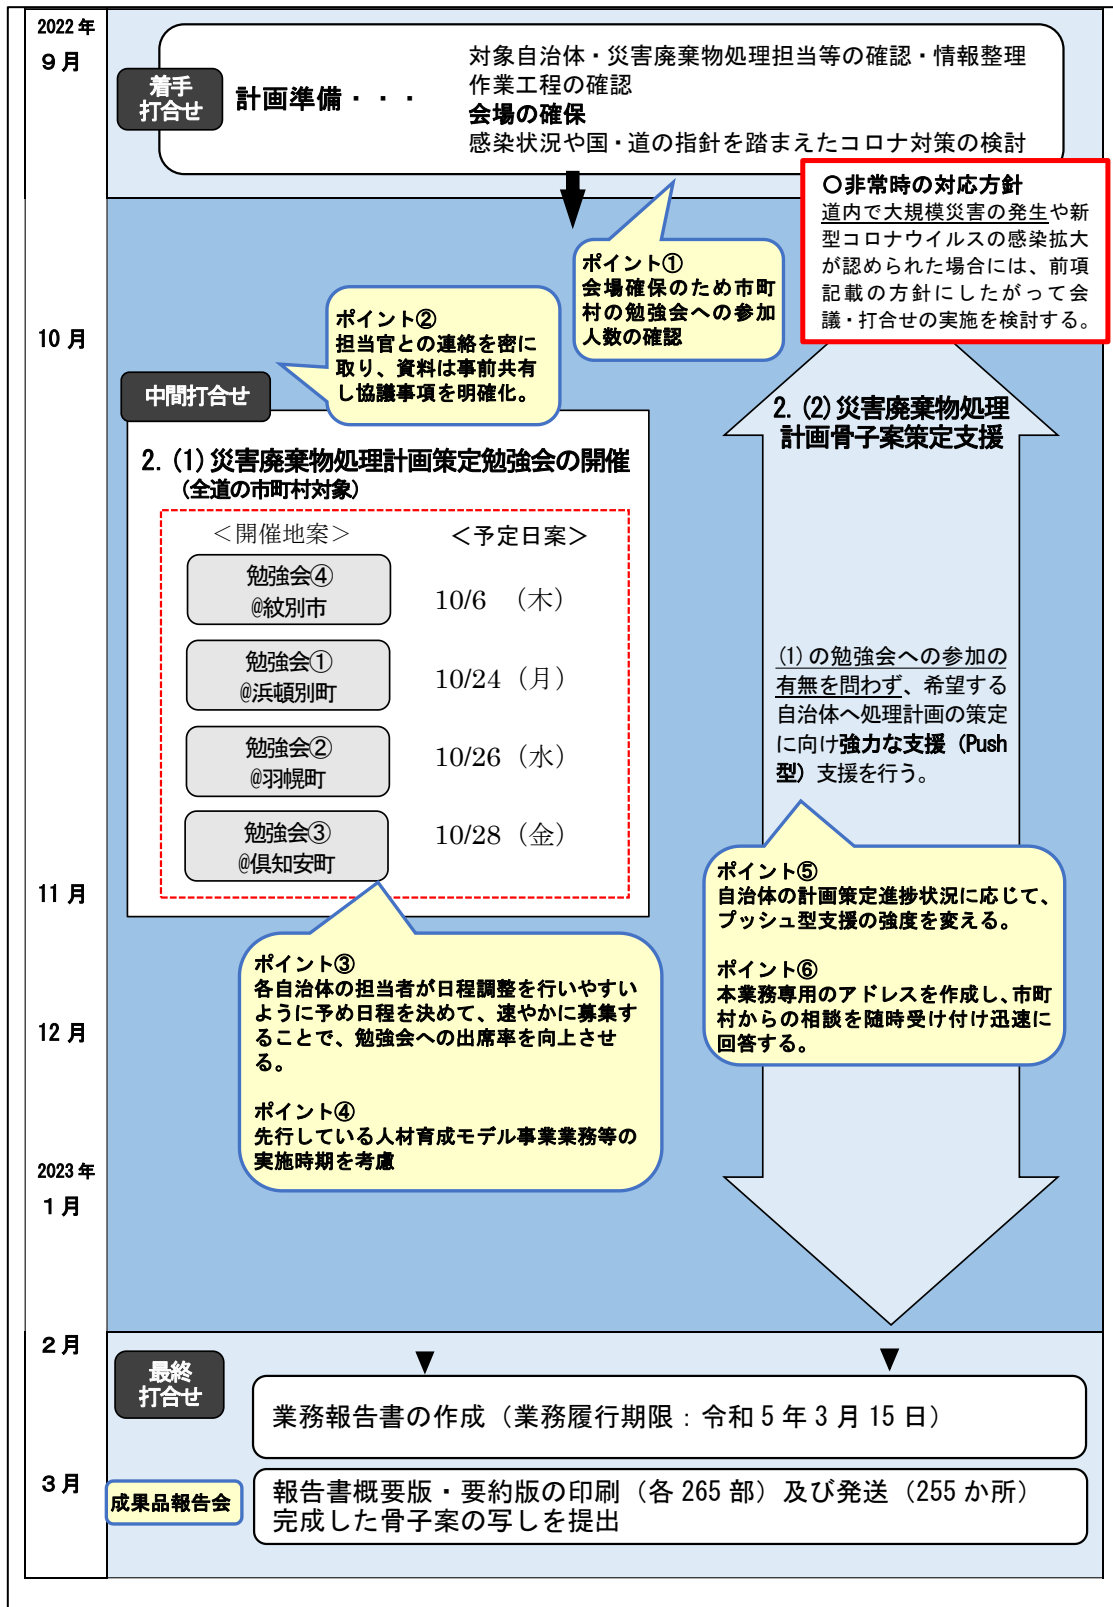 2022年
9月
着手
打合せ
計画準備・・・
対象自治体・災害廃棄物処理担当等の確認・情報整理
作業工程の確認
会場の確保
感染状況や国・道の指針を踏まえたコロナ対策の検討
〇非常時の対応方針
道内で大規模災害の発生や新
型コロナウイルスの感染拡大
が認められた場合には、前項
記載の方針にしたがって会
議・打合せの実施を検討する。
ポイント①
会場確保のため市町
村の勉強会への参加
人数の確認
10月
ポイント②
担当官との連絡を密に
取り、資料は事前共有
し協議事項を明確化。
中間打合せ
2.(1)災害廃棄物処理計画策定勉強会の開催
(全道の市町村対象)
＜開催地案＞
＜予定日案＞
勉強会④
@紋別市
10/6 （木）
勉強会①
@浜頓別町
10/24（月）
勉強会②
@羽幌町
10/26（水）
勉強会③
@倶知安町
10/28（金）
2.(2)災害廃棄物処理
計画骨子案策定支援
(1)の勉強会への参加の
有無を問わず、希望する
自治体へ処理計画の策定
に向け強力な支援（Push
型）支援を行う。
11月
ポイント③
各自治体の担当者が日程調整を行いやすい
ように予め日程を決めて、速やかに募集す
ることで、勉強会への出席率を向上させ
る。
ポイント④
先行している人材育成モデル事業業務等の
実施時期を考慮
ポイント⑤
自治体の計画策定進捗状況に応じて、
プッシュ型支援の強度を変える。
ポイント⑥
本業務専用のアドレスを作成し、市町
村からの相談を随時受け付け迅速に
回答する。
12月
2023年
1月
2月
最終
打合せ
業務報告書の作成（業務履行期限：令和5年3月15日）
3月
成果品報告会
報告書概要版・要約版の印刷（各265部）及び発送（255か所）
完成した骨子案の写しを提出